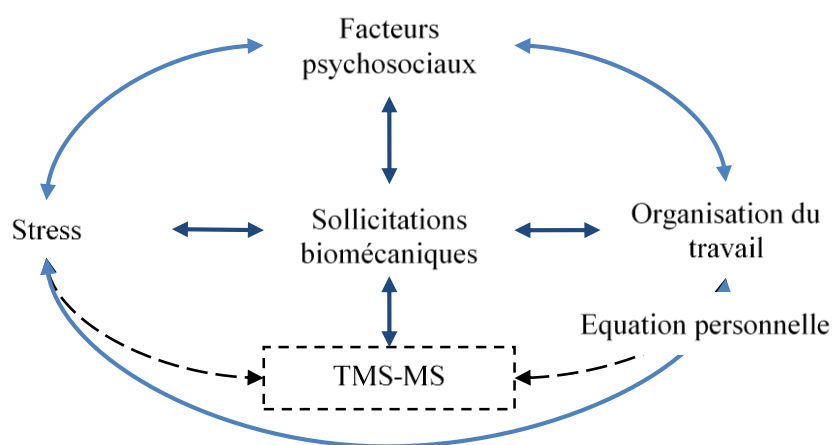 Facteurs
psychosociaux
Stress
Sollicitations
biomécaniques
Organisation du
travail
Equation personnelle
TMS-MS